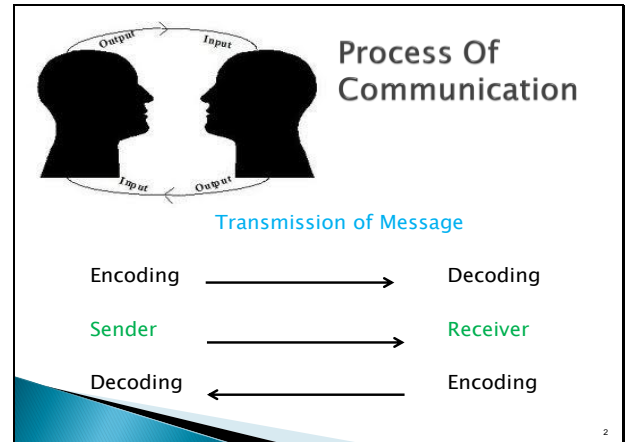 Output Input
Process Of
Communication
Input Output
Transmission of Message
Encoding Decoding
Sender Receiver
Decoding Encoding
2